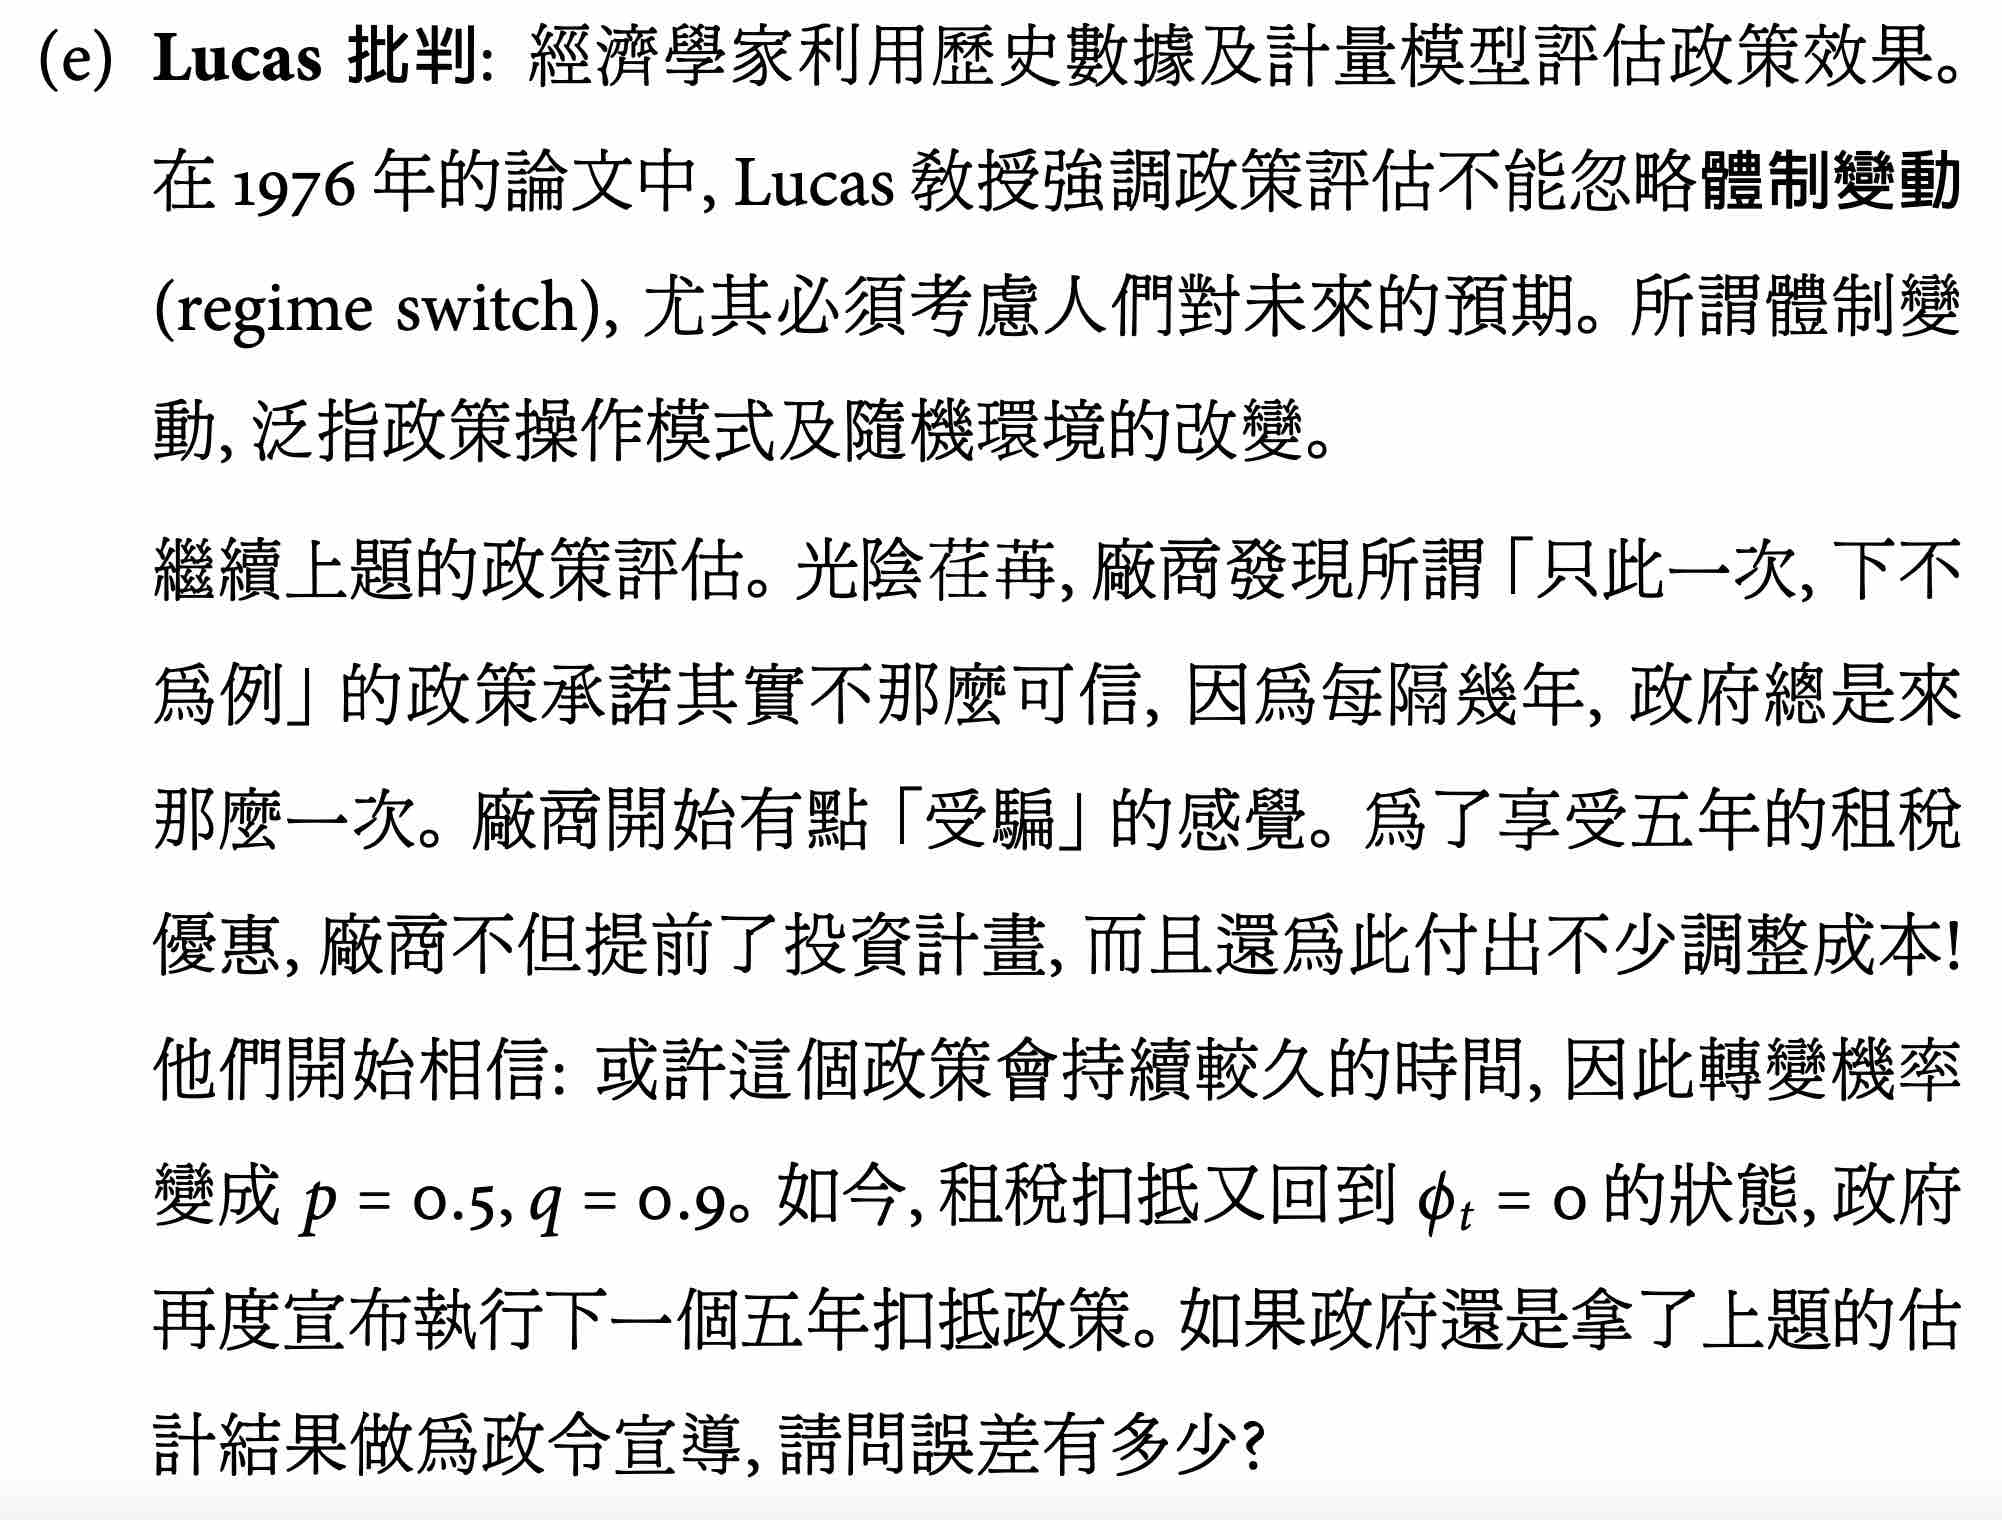 (e) Lucas 批判: 經濟學家利用歷史數據及計量模型評估政策效果。
在 1976 年的論文中, Lucas 教授強調政策評估不能忽略體制變動
(regime switch), 尤其必須考慮人們對未來的預期。所謂體制變
動, 泛指政策操作模式及隨機環境的改變。
繼續上題的政策評估。光陰荏苒, 廠商發現所謂「只此一次, 下不
爲例」的政策承諾其實不那麼可信, 因爲每隔幾年, 政府總是來
那麼一次。廠商開始有點「受騙」的感覺。爲了享受五年的租稅
優惠, 廠商不但提前了投資計畫, 而且還爲此付出不少調整成本!
他們開始相信: 或許這個政策會持續較久的時間, 因此轉變機率
變成 p = 0.5, q = 0.9。如今, 租稅扣抵又回到 ϕt = 0 的狀態, 政府
再度宣布執行下一個五年扣抵政策。如果政府還是拿了上題的估
計結果做爲政令宣導, 請問誤差有多少?